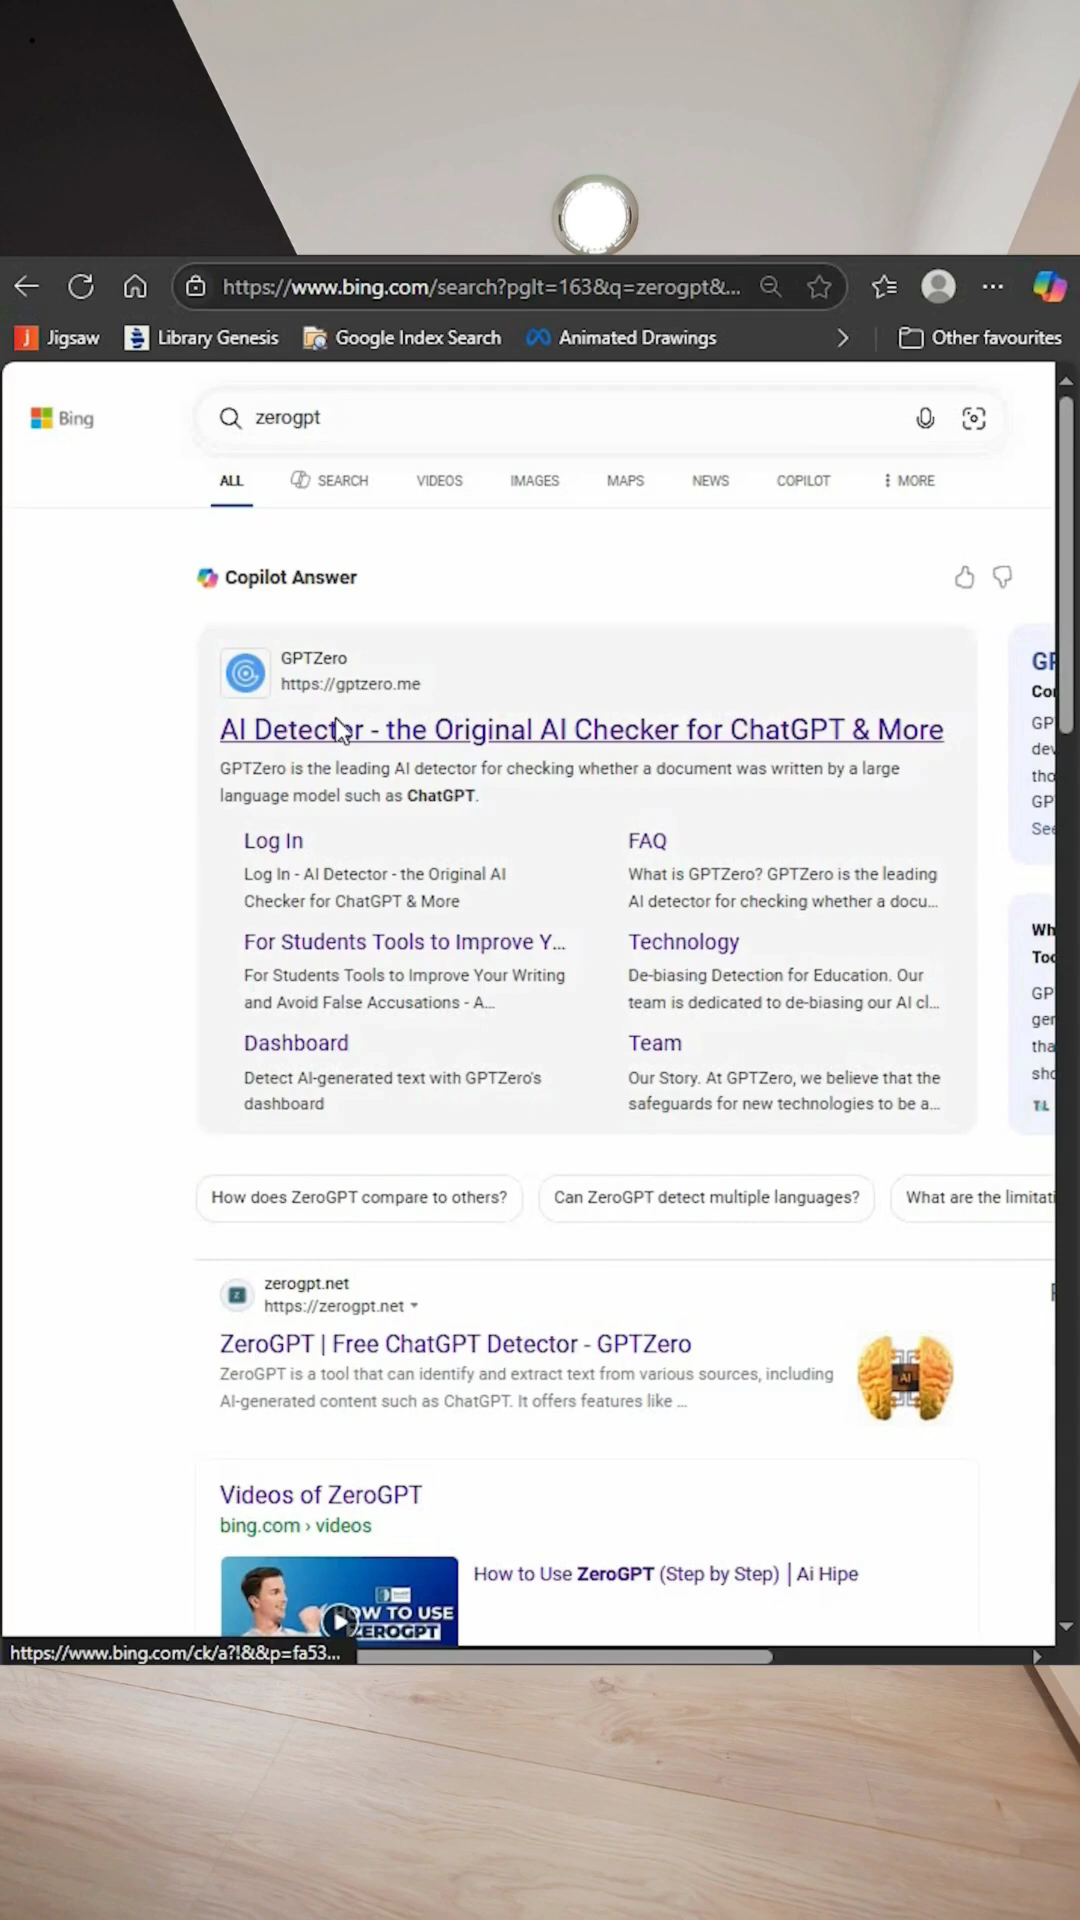 https://www.bing.com/search?pglt=163&q=zerogpt&...
Jigsaw Library Genesis Google Index Search Animated Drawings Other favourites
Bing
zerogpt
ALL SEARCH VIDEOS IMAGES MAPS NEWS COPILOT MORE
Copilot Answer
GPTZero
https://gptzero.me
AI Detector - the Original AI Checker for ChatGPT & More
GPTZero is the leading AI detector for checking whether a document was written by a large
language model such as ChatGPT.
Log In
Log In - AI Detector - the Original AI
Checker for ChatGPT & More
FAQ
What is GPTZero? GPTZero is the leading
AI detector for checking whether a docu...
For Students Tools to Improve Y...
For Students Tools to Improve Your Writing
and Avoid False Accusations - A...
Technology
De-biasing Detection for Education. Our
team is dedicated to de-biasing our AI cl...
Dashboard
Detect AI-generated text with GPTZero's
dashboard
Team
Our Story. At GPTZero, we believe that the
safeguards for new technologies to be a...
How does ZeroGPT compare to others?
Can ZeroGPT detect multiple languages?
What are the limitati
zerogpt.net
https://zerogpt.net
ZeroGPT | Free ChatGPT Detector - GPTZero
ZeroGPT is a tool that can identify and extract text from various sources, including
AI-generated content such as ChatGPT. It offers features like ...
AI
Videos of ZeroGPT
bing.com › videos
HOW TO USE
ZEROGPT
How to Use ZeroGPT (Step by Step) | Ai Hipe
https://www.bing.com/ck/a?!&&p=fa53...